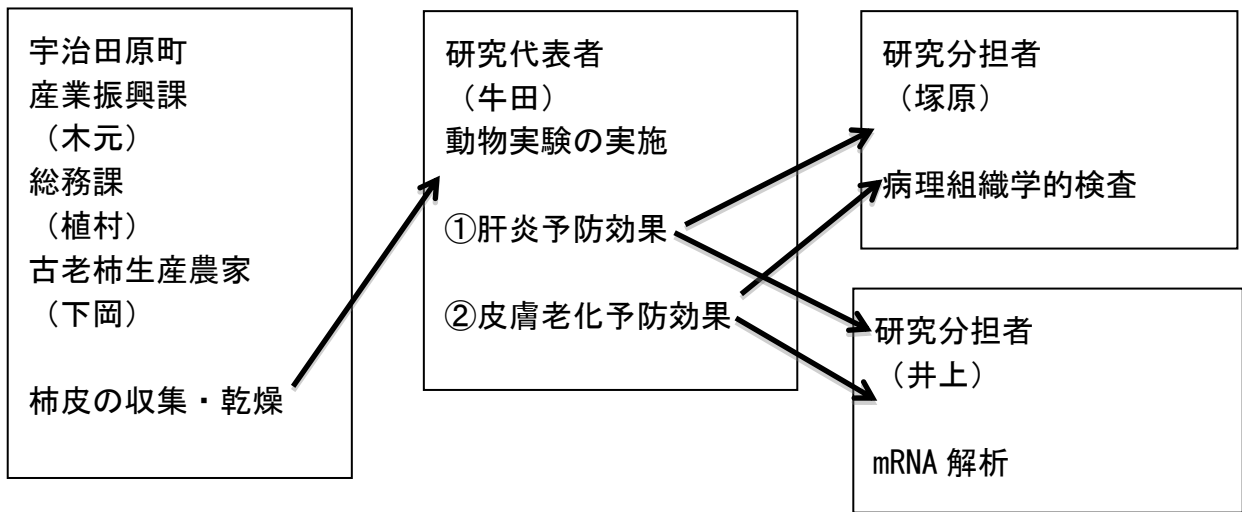 宇治田原町
産業振興課
（木元）
総務課
（植村）
古老柿生産農家
（下岡）
柿皮の収集・乾燥
研究代表者
（牛田）
動物実験の実施
①肝炎予防効果
②皮膚老化予防効果
研究分担者
（塚原）
病理組織学的検査
研究分担者
（井上）
mRNA 解析